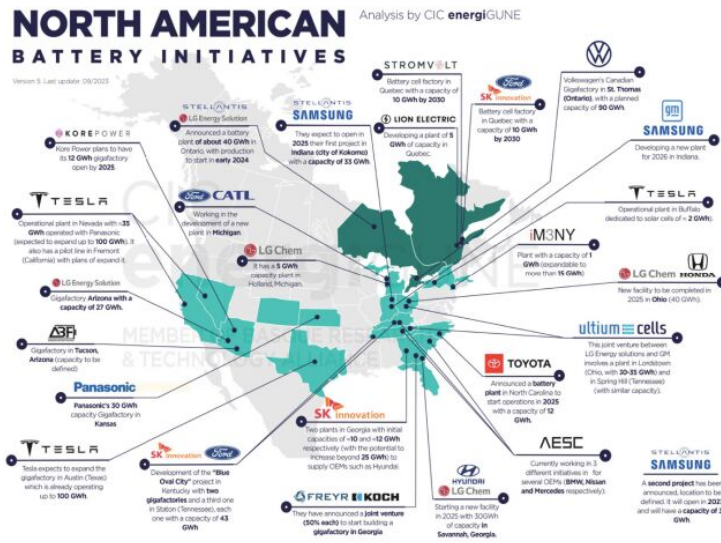 NORTH AMERICAN
BATTERY INITIATIVES
Analysis by CIC energiGUNE
Version 5. Last update: 09/2023
STROMVOLT
Battery cell factory in
Quebec with a capacity of
10 GWh by 2030
Ford
SK innovation
Battery cell factory
in Quebec with a
capacity of 10 GWh
by 2030
Volkswagen's Canadian
Gigafactory in St. Thomas
(Ontario), with a planned
capacity of 90 GWh.
gm
SAMSUNG
Developing a new plant
for 2026 in Indiana.
STELLANTIS
LG Energy Solution
Announced a battery
plant of about 40 GWh in
Ontario, with production
to start in early 2024
STELLANTIS
SAMSUNG
They expect to open in
2025 their first project in
Indiana (city of Kokomo)
with a capacity of 33 GWh.
LION ELECTRIC
Developing a plant of 5
GWh of capacity in
Quebec.
KOREPOWER
Kore Power plans to have
its 12 GWh gigafactory
open by 2025
TESLA
Operational plant in Nevada with ≈35
GWh operated with Panasonic
(expected to expand up to 100 GWh). It
also has a pilot line in Fremont
(California) with plans of expand it.
Ford CATL
Working in the
development of a new
plant in Michigan.
LG Chem
It has a 5 GWh
capacity plant in
Holland, Michigan.
TESLA
Operational plant in Buffalo
dedicated to solar cells of ≈ 2 GWh).
iM3NY
Plant with a capacity of 1
GWh (expandable to
more than 15 GWh)
LG Chem HONDA
New facility to be completed in
2025 in Ohio (40 GWh).
LG Energy Solution
Gigafactory Arizona with a
capacity of 27 GWh.
ultium cells
This joint venture between
LG Energy solutions and GM
involves a plant in Lordstown
(Ohio, with 30-35 GWh) and
in Spring Hill (Tennessee)
(with similar capacity).
Gigafactory in Tucson,
Arizona (capacity to be
defined)
MEMBER OF BASQUE RESEARCH
& TECHNOLOGY ALLIANCE
TOYOTA
Announced a battery
plant in North Carolina to
start operations in 2025
with a capacity of 12
GWh.
Panasonic
Panasonic's 30 GWh
capacity Gigafactory in
Kansas
SK innovation
Two plants in Georgia with initial
capacities of ≈10 and ≈12 GWh
respectively (with the potential to
increase beyond 25 GWh) to
supply OEMs such as Hyundai.
TESLA
Tesla expects to expand the
gigafactory in Austin (Texas)
which is already operating
up to 100 GWh.
SK innovation Ford
Development of the "Blue
Oval City" project in
Kentucky with two
gigafactories and a third one
in Staton (Tennessee), each
one with a capacity of 43
GWh
FREYR KOCH
They have announced a joint venture
(50% each) to start building a
gigafactory in Georgia
HYUNDAI
LG Chem
Starting a new facility
in 2025 with 30GWh
of capacity in
Savannah, Georgia.
AESC
Currently working in 3
different initiatives in for
several OEMs (BMW, Nissan
and Mercedes respectively).
STELLANTIS
SAMSUNG
A second project has been
announced, location to be
defined. It will open in
and will have a capacity of
GWh.